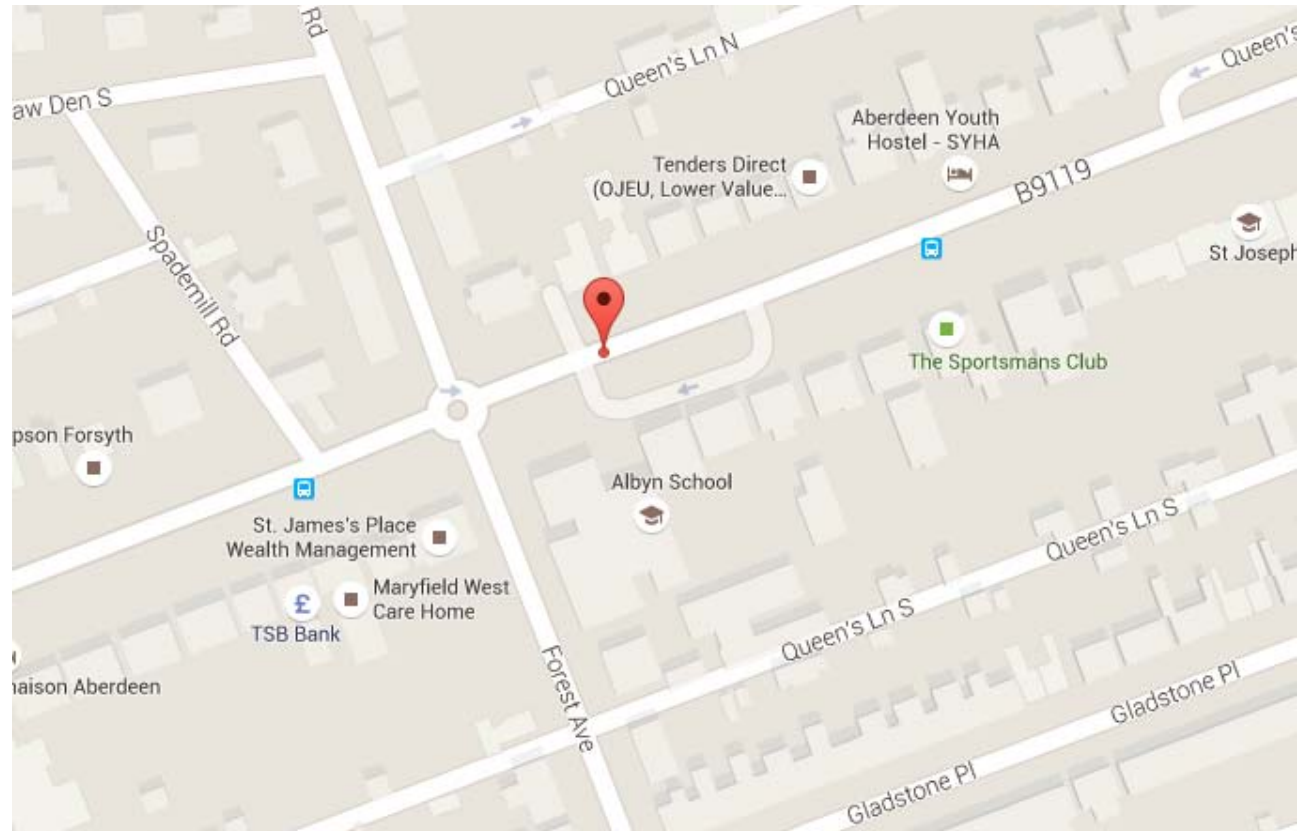 Rd
Queen's Ln N
Queen's
aw Den S
Aberdeen Youth
Hostel - SYHA
Tenders Direct
(OJEU, Lower Value...
B9119
St Joseph
Spademill Rd
The Sportsmans Club
pson Forsyth
Albyn School
St. James's Place
Wealth Management
Queen's Ln S
Maryfield West
Care Home
£
TSB Bank
Queen's Ln S
Forest Ave
naison Aberdeen
Gladstone Pl
Gladstone Pl